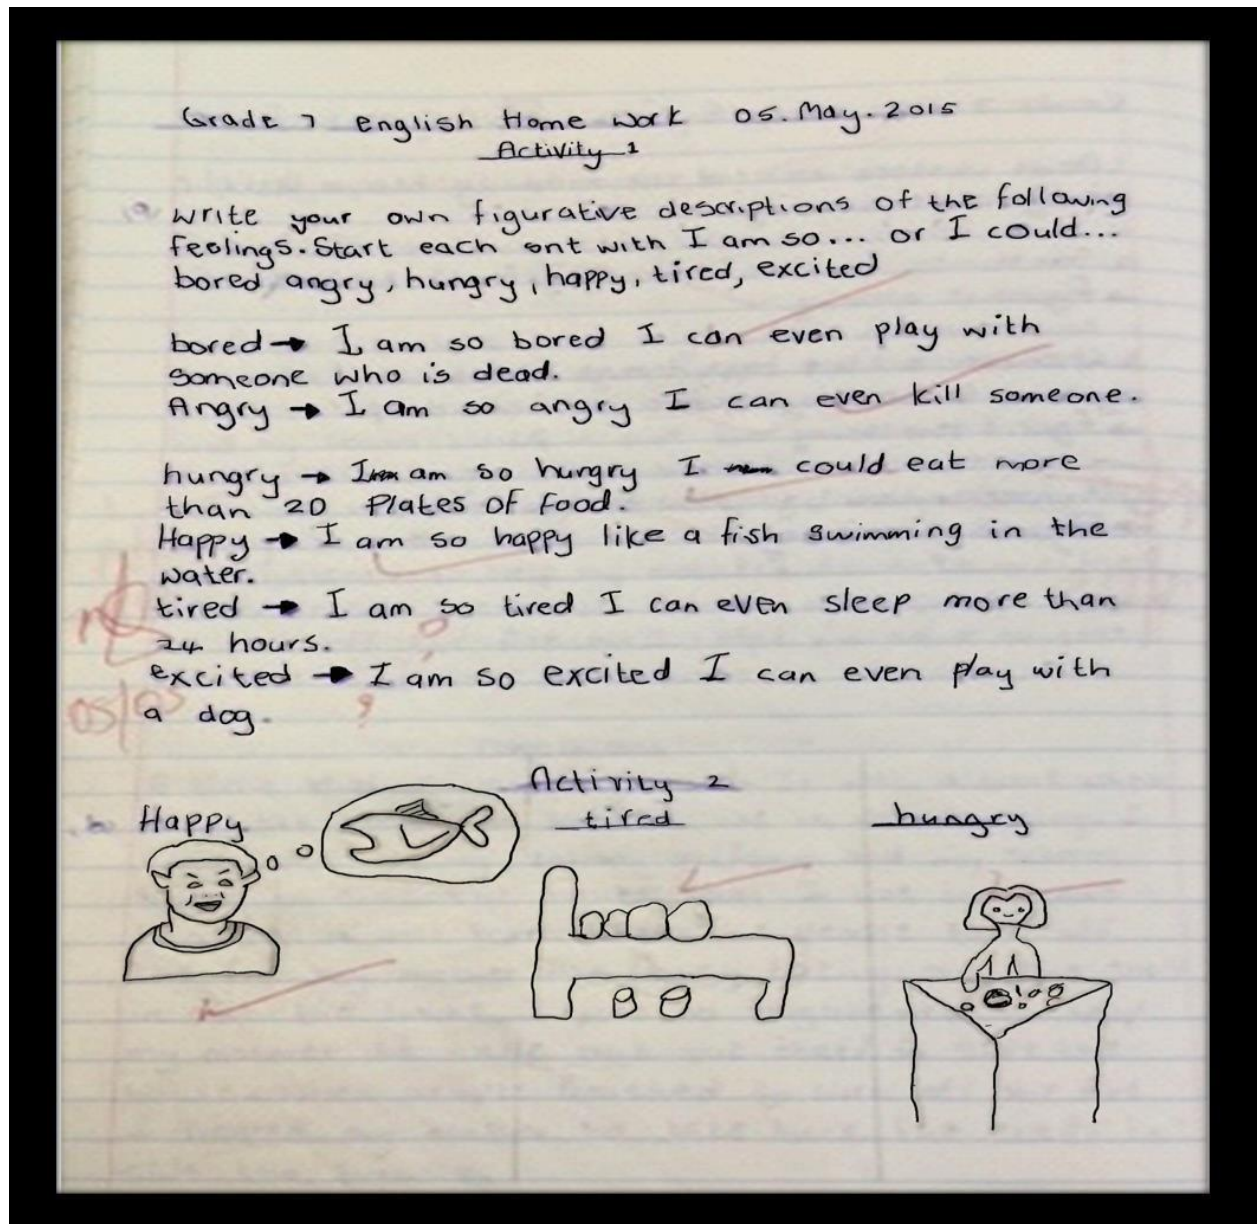 Grade 7 English Home Work 05. May. 2015
Activity 1
a write your own figurative descriptions of the following
feelings. Start each ont with I am so... or I could...
bored, angry, hungry, happy, tired, excited
bored → I am so bored I can even play with
someone who is dead.
Angry → I am so angry I can even kill someone.
hungry → I am so hungry I could eat more
than 20 Plates of food.
Happy → I am so happy like a fish swimming in the
water.
tired → I am so tired I can even sleep more than
24 hours.
excited → I am so excited I can even play with
a dog. ?
05/05
Activity 2
b Happy tired hungry